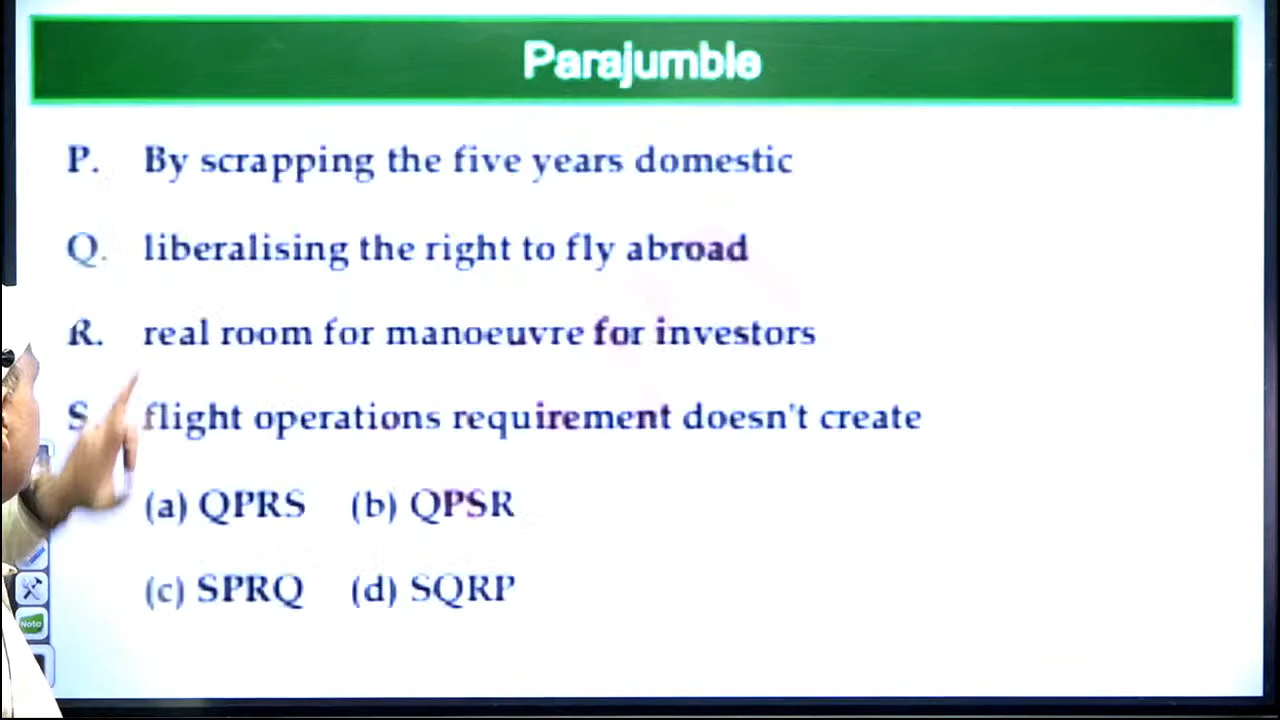 Parajumble
P. By scrapping the five years domestic
Q. liberalising the right to fly abroad
R. real room for manoeuvre for investors
S. flight operations requirement doesn't create
(a) QPRS (b) QPSR
(c) SPRQ (d) SQRP
Note